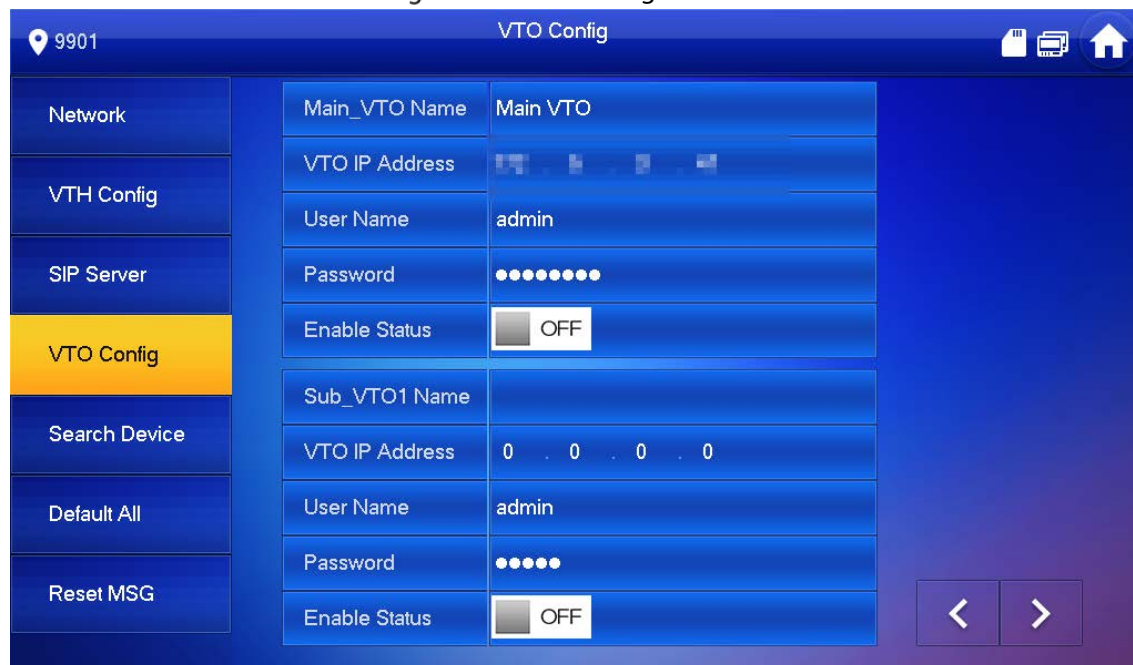 VTO Config
9901
Network
VTH Config
SIP Server
VTO Config
Search Device
Default All
Reset MSG
Main_VTO Name Main VTO
VTO IP Address
User Name admin
Password ●●●●●●●●
Enable Status OFF
Sub_VTO1 Name
VTO IP Address 0 . 0 . 0 . 0
User Name admin
Password ●●●●●
Enable Status OFF